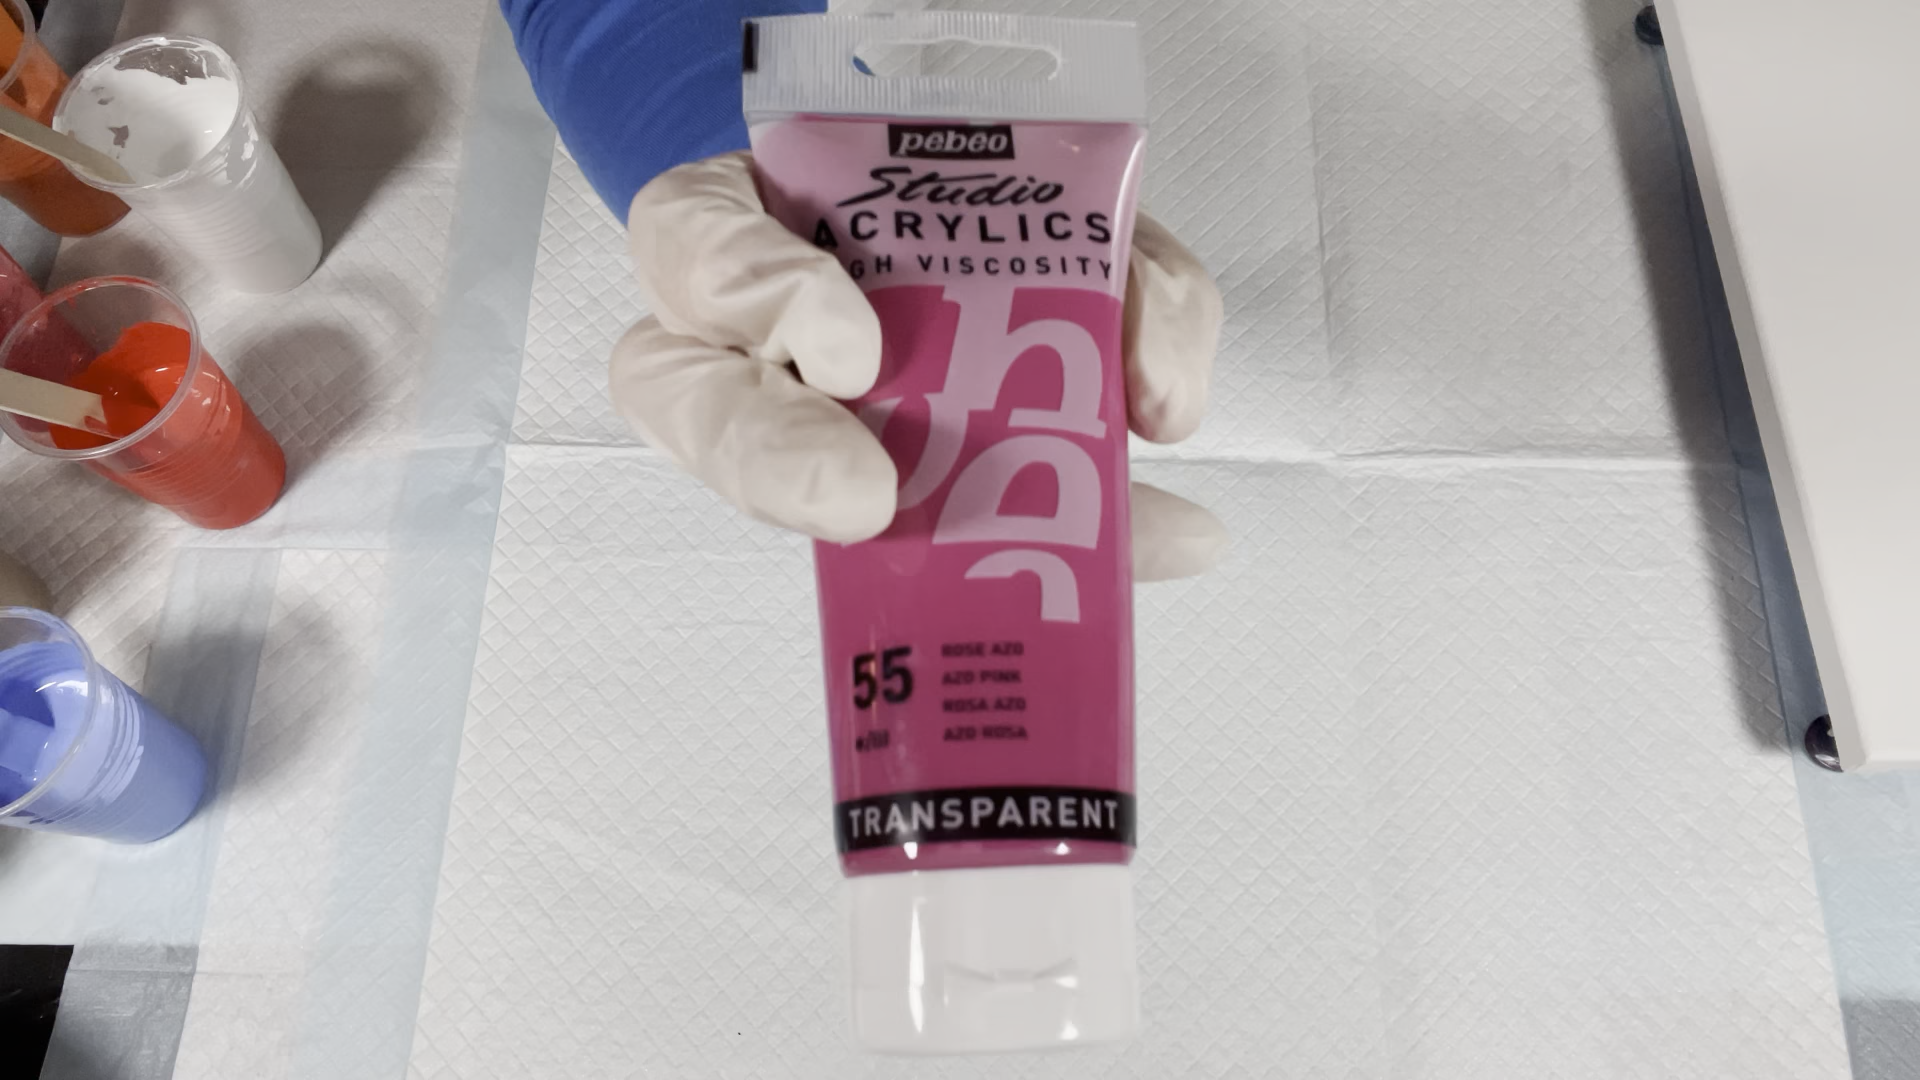 pebeo
Studio
ACRYLICS
GH VISCOSITY
55
ROSE AZO
AZO PINK
ROSA AZO
AZO ROSA
TRANSPARENT